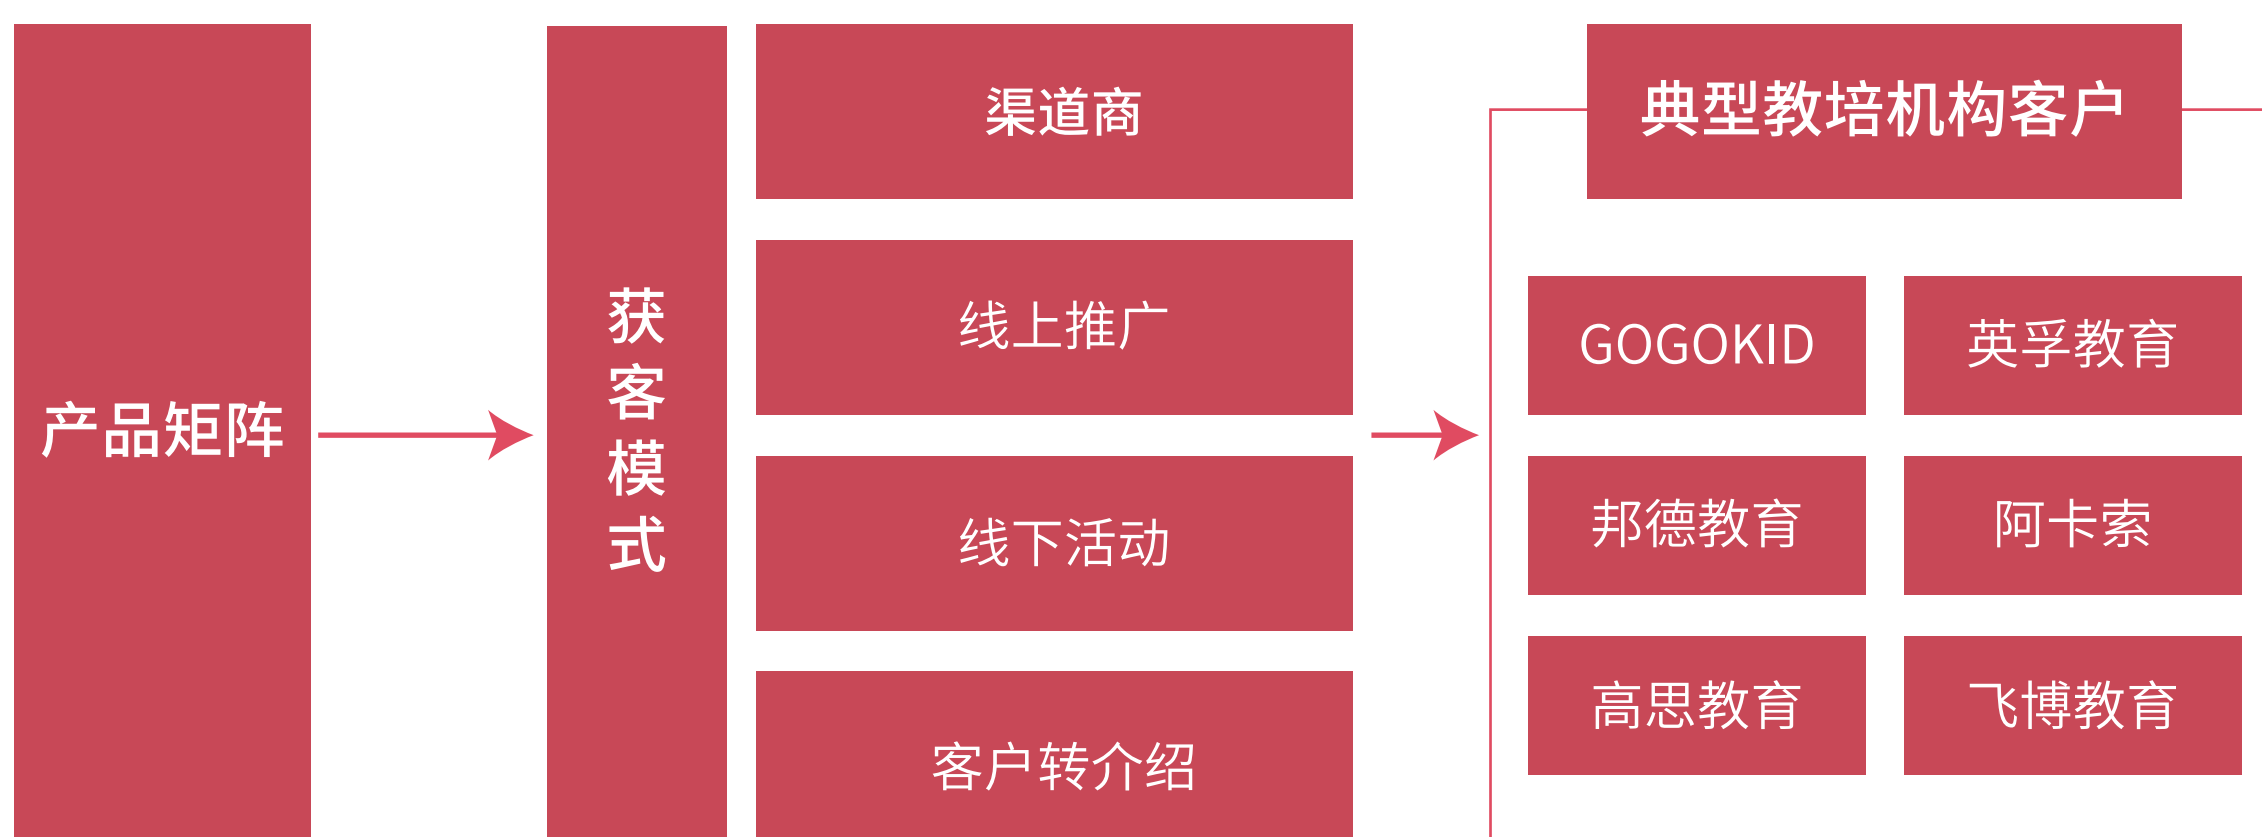 产品矩阵
获客模式
渠道商
线上推广
线下活动
客户转介绍
典型教培机构客户
GOGOKID
英孚教育
邦德教育
阿卡索
高思教育
飞博教育